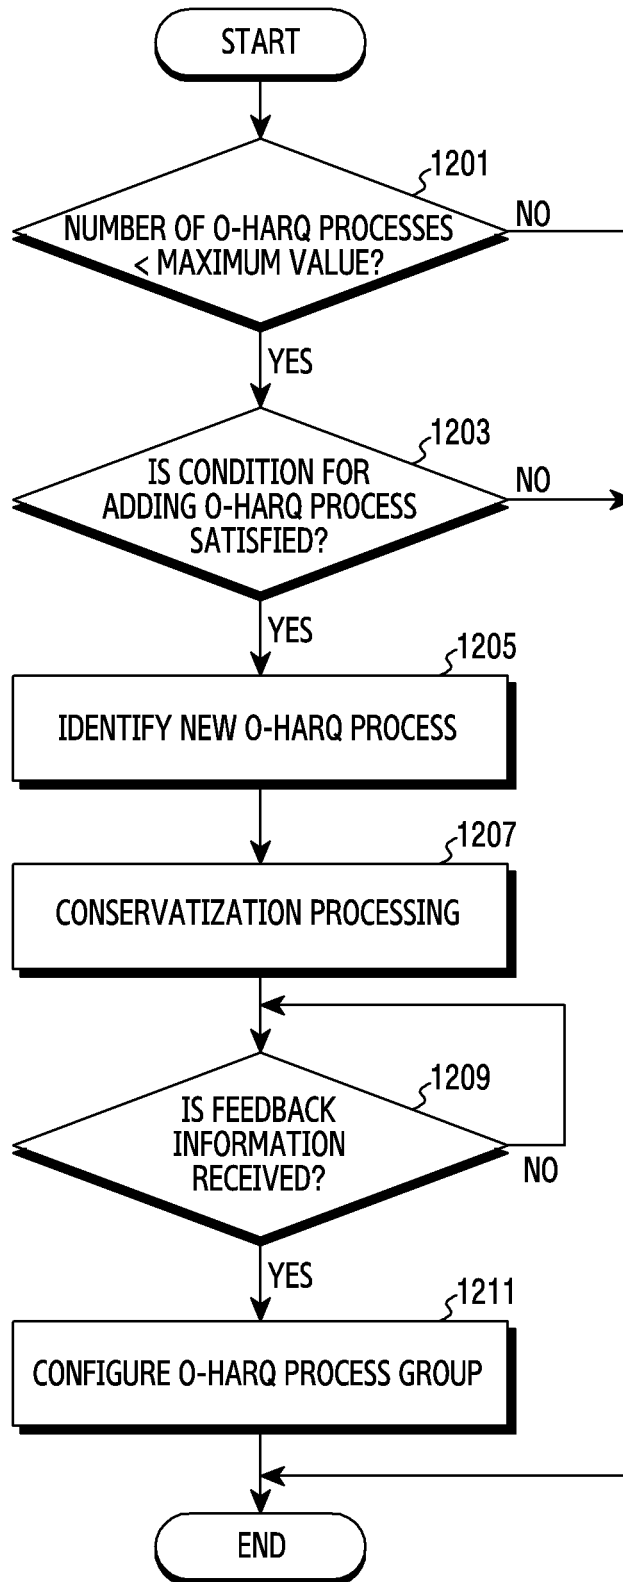 START
1201
NUMBER OF O-HARQ PROCESSES
< MAXIMUM VALUE?
NO
YES
1203
IS CONDITION FOR
ADDING O-HARQ PROCESS
SATISFIED?
NO
YES
1205
IDENTIFY NEW O-HARQ PROCESS
1207
CONSERVATIZATION PROCESSING
1209
IS FEEDBACK
INFORMATION
RECEIVED?
NO
YES
1211
CONFIGURE O-HARQ PROCESS GROUP
END